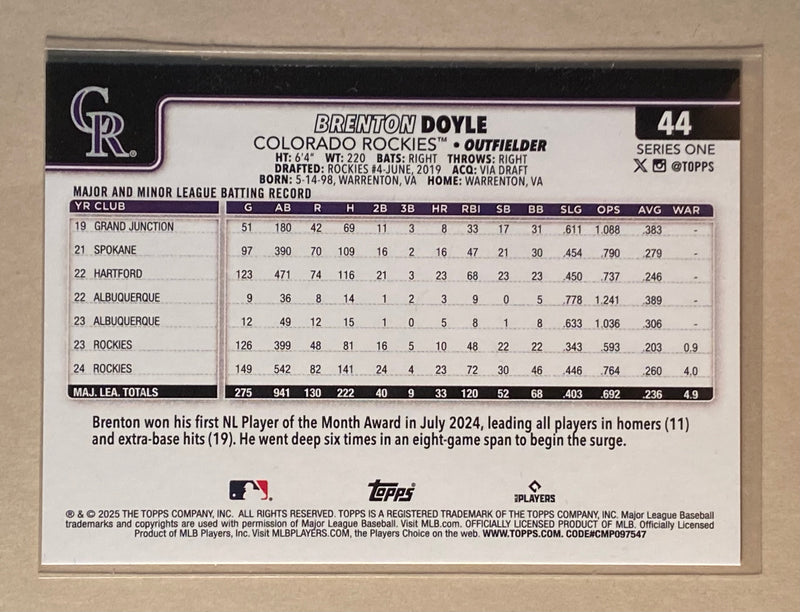 CR®
BRENTON DOYLE
44
COLORADO ROCKIES™ • OUTFIELDER
SERIES ONE
HT: 6'4" WT: 220 BATS: RIGHT THROWS: RIGHT
X @TOPPS
DRAFTED: ROCKIES #4-JUNE, 2019 ACQ: VIA DRAFT
BORN: 5-14-98, WARRENTON, VA HOME: WARRENTON, VA
MAJOR AND MINOR LEAGUE BATTING RECORD
YR CLUB G AB R H 2B 3B HR RBI SB BB SLG OPS AVG WAR
19 GRAND JUNCTION 51 180 42 69 11 3 8 33 17 31 .611 1.088 .383 -
21 SPOKANE 97 390 70 109 16 2 16 47 21 30 .454 .790 .279 -
22 HARTFORD 123 471 74 116 21 3 23 68 23 23 .450 .737 .246 -
22 ALBUQUERQUE 9 36 8 14 1 2 3 9 0 5 .778 1.241 .389 -
23 ALBUQUERQUE 12 49 12 15 1 0 5 8 1 8 .633 1.036 .306 -
23 ROCKIES 126 399 48 81 16 5 10 48 22 22 .343 .593 .203 0.9
24 ROCKIES 149 542 82 141 24 4 23 72 30 46 .446 .764 .260 4.0
MAJ. LEA. TOTALS 275 941 130 222 40 9 33 120 52 68 .403 .692 .236 4.9
Brenton won his first NL Player of the Month Award in July 2024, leading all players in homers (11)
and extra-base hits (19). He went deep six times in an eight-game span to begin the surge.
Topps®
MLB PLAYERS
® & © 2025 THE TOPPS COMPANY, INC. ALL RIGHTS RESERVED. TOPPS IS A REGISTERED TRADEMARK OF THE TOPPS COMPANY, INC. Major League Baseball
trademarks and copyrights are used with permission of Major League Baseball. Visit MLB.com. OFFICIALLY LICENSED PRODUCT OF MLB. Officially Licensed
Product of MLB Players, Inc. Visit MLBPLAYERS.COM, the Players Choice on the web. WWW.TOPPS.COM. CODE#CMP097547